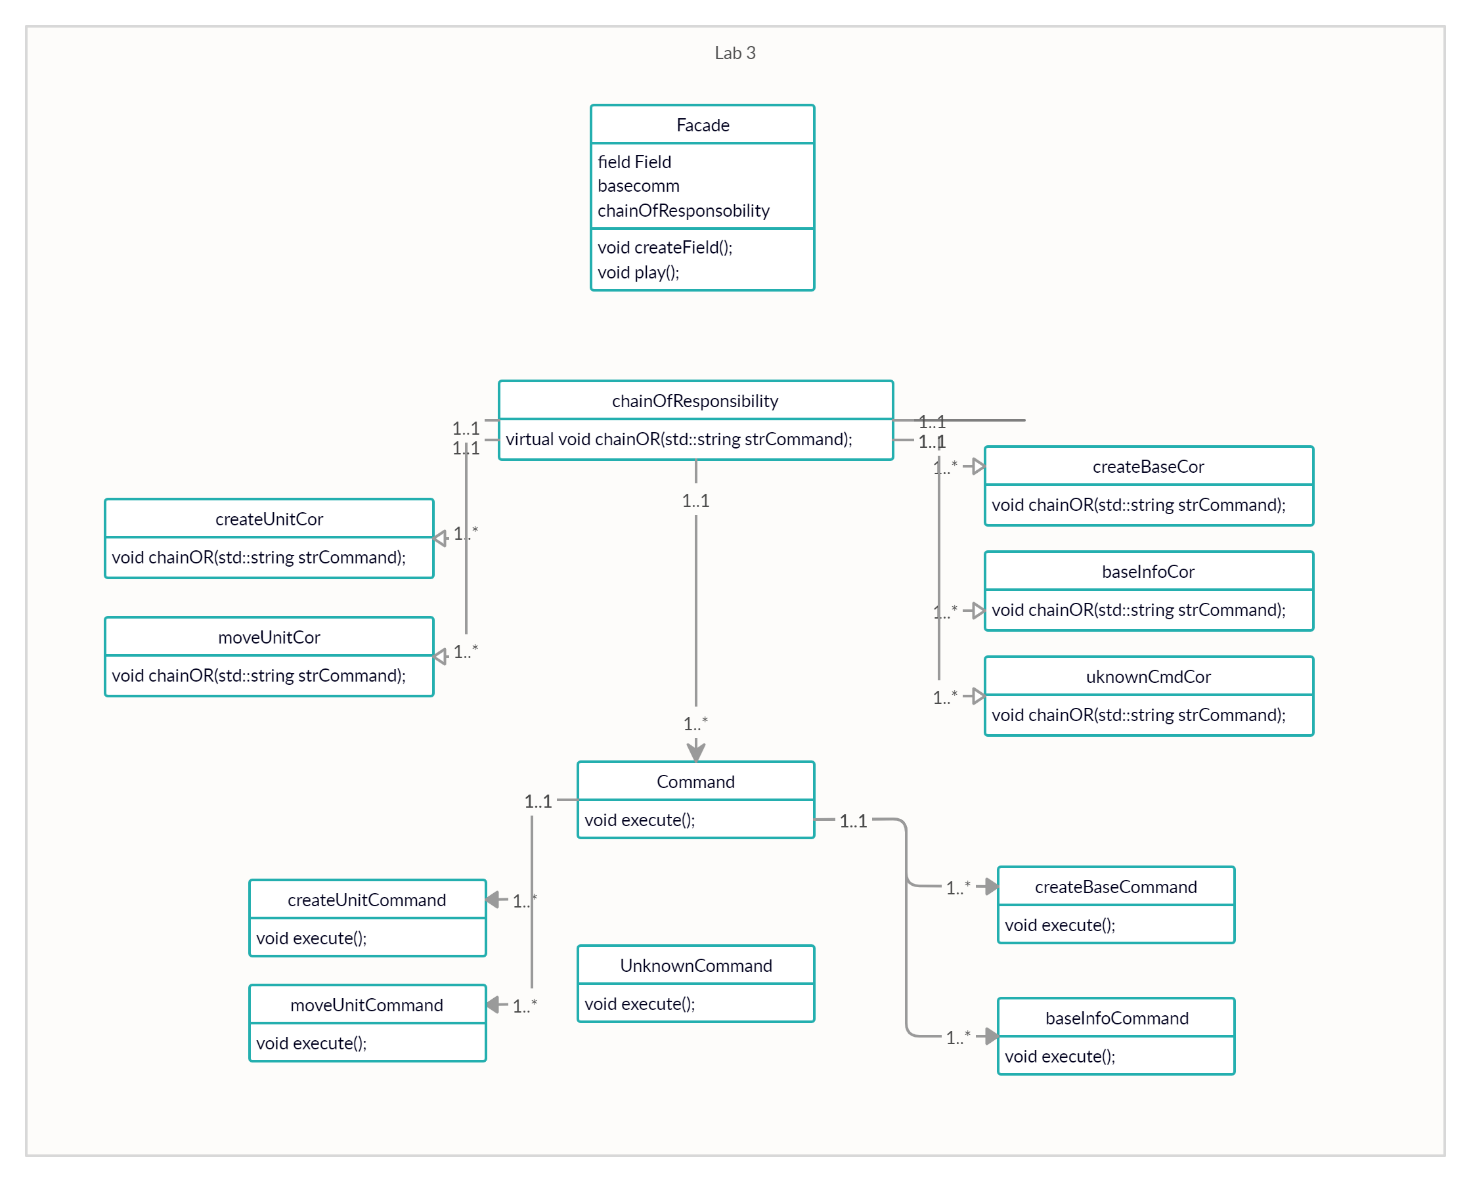 Lab 3
Facade
field Field
basecomm
chainOfResponsobility
void createField();
void play();
chainOfResponsibility
virtual void chainOR(std::string strCommand);
1..1
1..1
1..1
1..1
1..1
1..*
createBaseCor
void chainOR(std::string strCommand);
createUnitCor
void chainOR(std::string strCommand);
1..*
baseInfoCor
void chainOR(std::string strCommand);
1..*
moveUnitCor
void chainOR(std::string strCommand);
1..*
uknownCmdCor
void chainOR(std::string strCommand);
1..*
1..*
Command
void execute();
1..1
1..1
createUnitCommand
void execute();
1..*
createBaseCommand
void execute();
1..*
moveUnitCommand
void execute();
1..*
UnknownCommand
void execute();
baseInfoCommand
void execute();
1..*